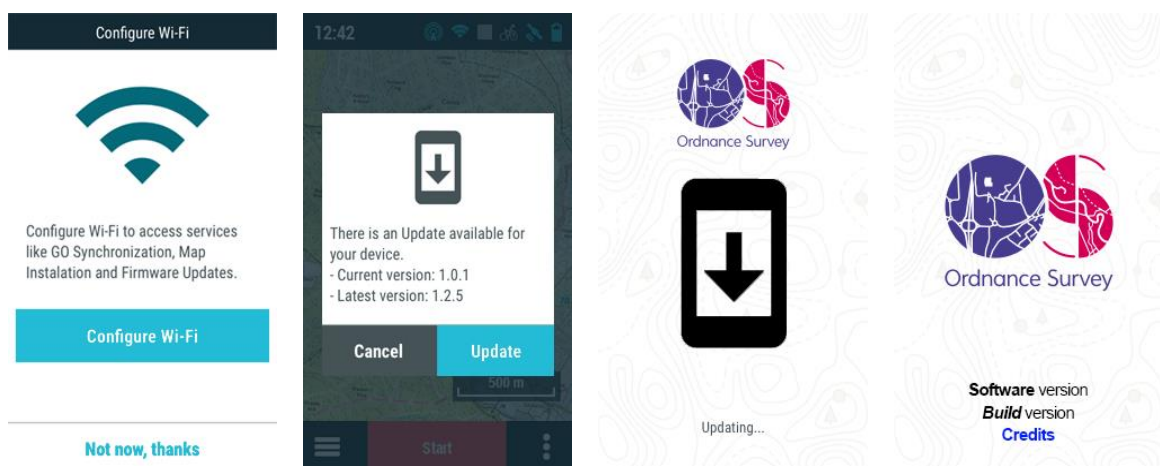 Configure Wi-Fi
Configure Wi-Fi to access services
like GO Synchronization, Map
Instalation and Firmware Updates.
Configure Wi-Fi
Not now, thanks
12:42
There is an Update available for
your device.
- Current version: 1.0.1
- Latest version: 1.2.5
Cancel
Update
500 m
Start
OS
Ordnance Survey
Updating...
OS
Ordnance Survey
Software version
Build version
Credits